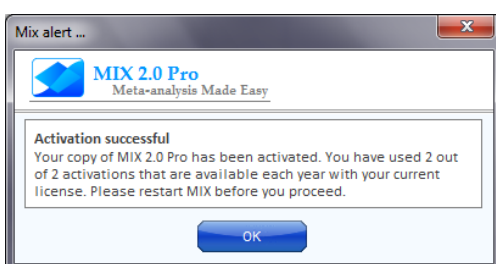 Mix alert ...
x
MIX 2.0 Pro
Meta-analysis Made Easy
Activation successful
Your copy of MIX 2.0 Pro has been activated. You have used 2 out
of 2 activations that are available each year with your current
license. Please restart MIX before you proceed.
OK